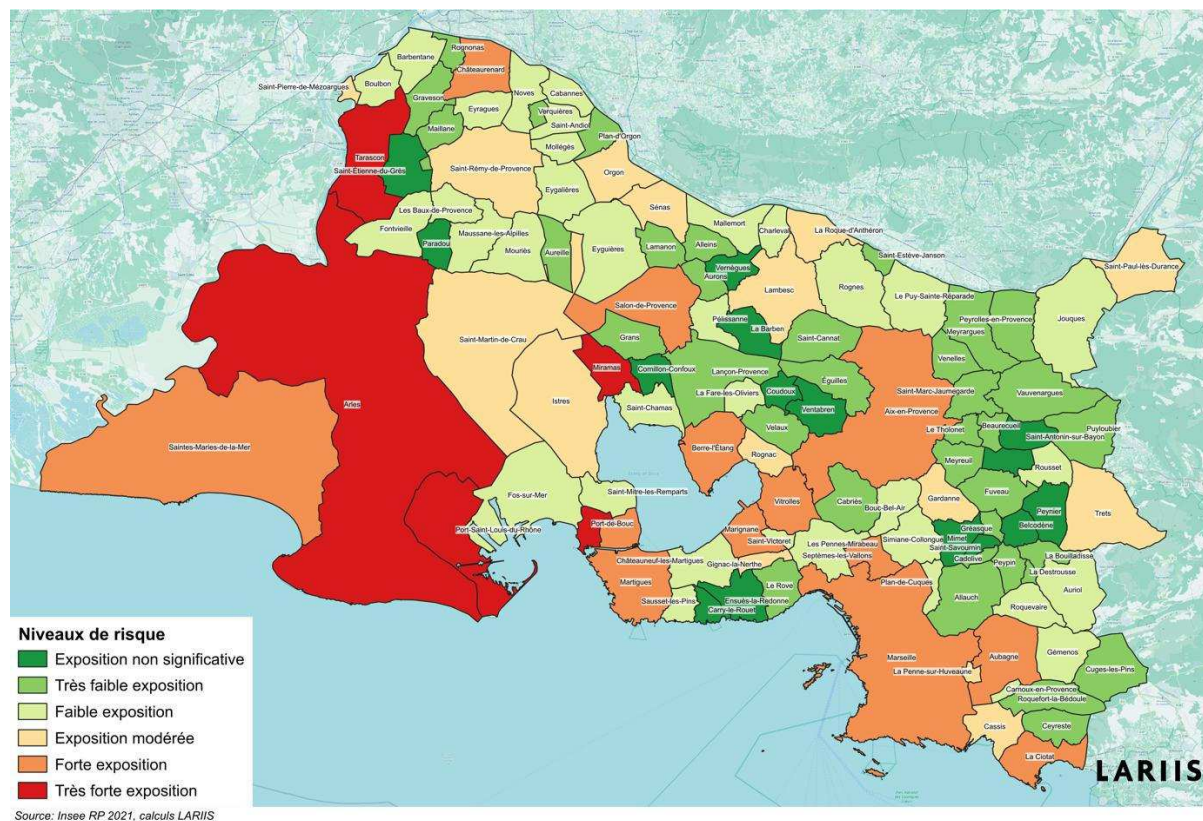 Rognonas
Barbentane
Châteaurenard
Saint-Pierre-de-Mézoargues
Boulbon
Noves
Cabannes
Graveson
Eyragues
Verquières
Saint-Andiol
Maillane
Plan-d'Orgon
Mollégès
Tarascon
Saint-Étienne-du-Grès
Saint-Rémy-de-Provence
Orgon
Eygalières
Sénas
Les Baux-de-Provence
Mallemort
Fontvieille
Charleval
La Roque-d'Anthéron
Maussane-les-Alpilles
Paradou
Mouriès
Aureille
Eyguières
Lamanon
Alleins
Saint-Estève-Janson
Vernègues
Aurons
Saint-Paul-lès-Durance
Lambesc
Rognes
Le Puy-Sainte-Réparade
Jouques
Salon-de-Provence
Pélissanne
La Barben
Peyrolles-en-Provence
Meyrargues
Saint-Martin-de-Crau
Grans
Saint-Cannat
Venelles
Miramas
Cornillon-Confoux
Lançon-Provence
Éguilles
Coudoux
Saint-Marc-Jaumegarde
Vauvenargues
La Fare-les-Oliviers
Istres
Arles
Saint-Chamas
Ventabren
Aix-en-Provence
Velaux
Le Tholonet
Beaurecueil
Puyloubier
Saint-Antonin-sur-Bayon
Saintes-Maries-de-la-Mer
Berre-l'Étang
Rognac
Meyreuil
Rousset
Saint-Mitre-les-Remparts
Fos-sur-Mer
Vitrolles
Cabriès
Bouc-Bel-Air
Gardanne
Fuveau
Peynier
Trets
Port-de-Bouc
Port-Saint-Louis-du-Rhône
Marignane
Gréasque
Belcodène
Saint-Victoret
Les Pennes-Mirabeau
Simiane-Collongue
Mimet
Saint-Savournin
Châteauneuf-les-Martigues
Septèmes-les-Vallons
Cadolive
La Bouilladisse
Gignac-la-Nerthe
Peypin
Martigues
Le Rove
Plan-de-Cuques
La Destrousse
Ensuès-la-Redonne
Sausset-les-Pins
Carry-le-Rouet
Allauch
Auriol
Roquevaire
Marseille
Aubagne
Gémenos
La Penne-sur-Huveaune
Cuges-les-Pins
Carnoux-en-Provence
Roquefort-la-Bédoule
Cassis
Ceyreste
La Ciotat
Niveaux de risque
Exposition non significative
Très faible exposition
Faible exposition
Exposition modérée
Forte exposition
Très forte exposition
LARIIS
Source: Insee RP 2021, calculs LARIIS